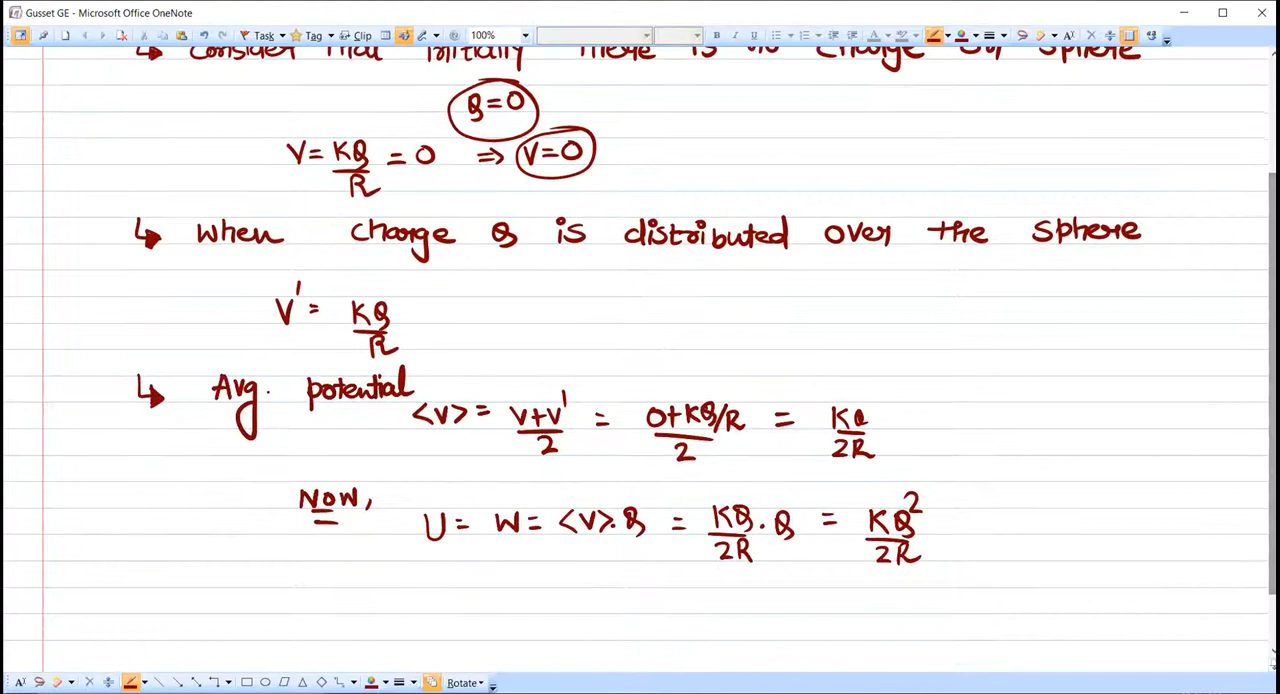 Gusset GE - Microsoft Office OneNote
Task Tag Clip 100% B I U
↳ Consider that initially there is no charge on sphere
Q=0
V = KQ/R = 0 ⇒ V=0
↳ When charge Q is distributed over the sphere
V' = KQ/R
↳ Avg. potential
<V> = V+V'/2 = 0+KQ/R/2 = KQ/2R
NOW,
U = W = <V>.Q = KQ/2R . Q = KQ²/2R
Rotate